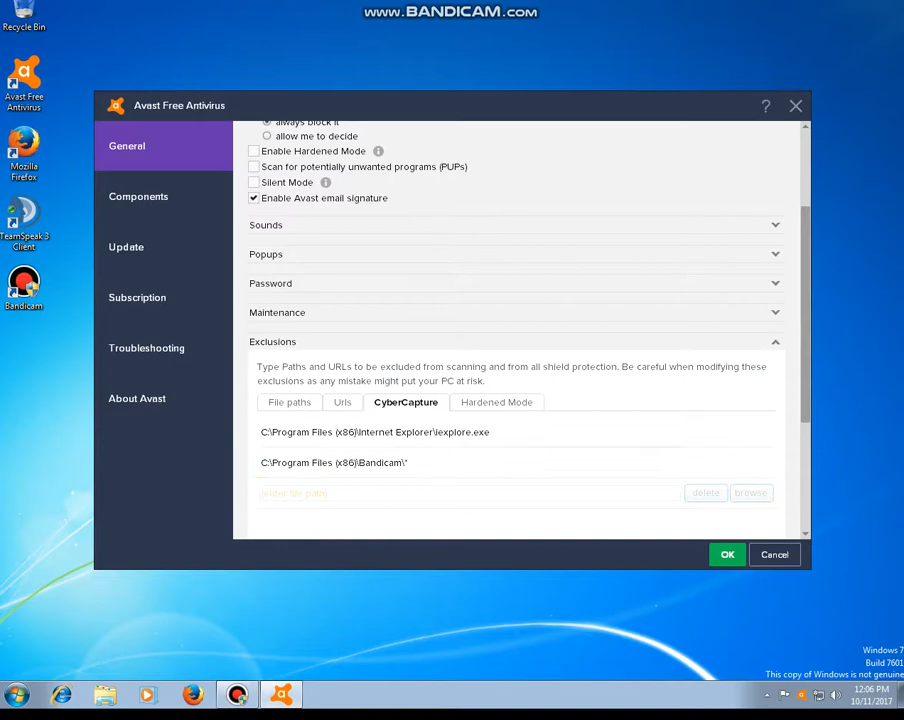 www.BANDICAM.com
Recycle Bin
Avast Free
Antivirus
Mozilla
Firefox
TeamSpeak 3
Client
Bandicam
Avast Free Antivirus
?
General
Components
Update
Subscription
Troubleshooting
About Avast
always block it
allow me to decide
Enable Hardened Mode
Scan for potentially unwanted programs (PUPs)
Silent Mode
Enable Avast email signature
Sounds
Popups
Password
Maintenance
Exclusions
Type Paths and URLs to be excluded from scanning and from all shield protection. Be careful when modifying these
exclusions as any mistake might put your PC at risk.
File paths
Urls
CyberCapture
Hardened Mode
C:\Program Files (x86)\Internet Explorer\iexplore.exe
C:\Program Files (x86)\Bandicam\*
(enter file path)
delete
browse
OK
Cancel
Windows 7
Build 7601
This copy of Windows is not genuine
12:06 PM
10/11/2017